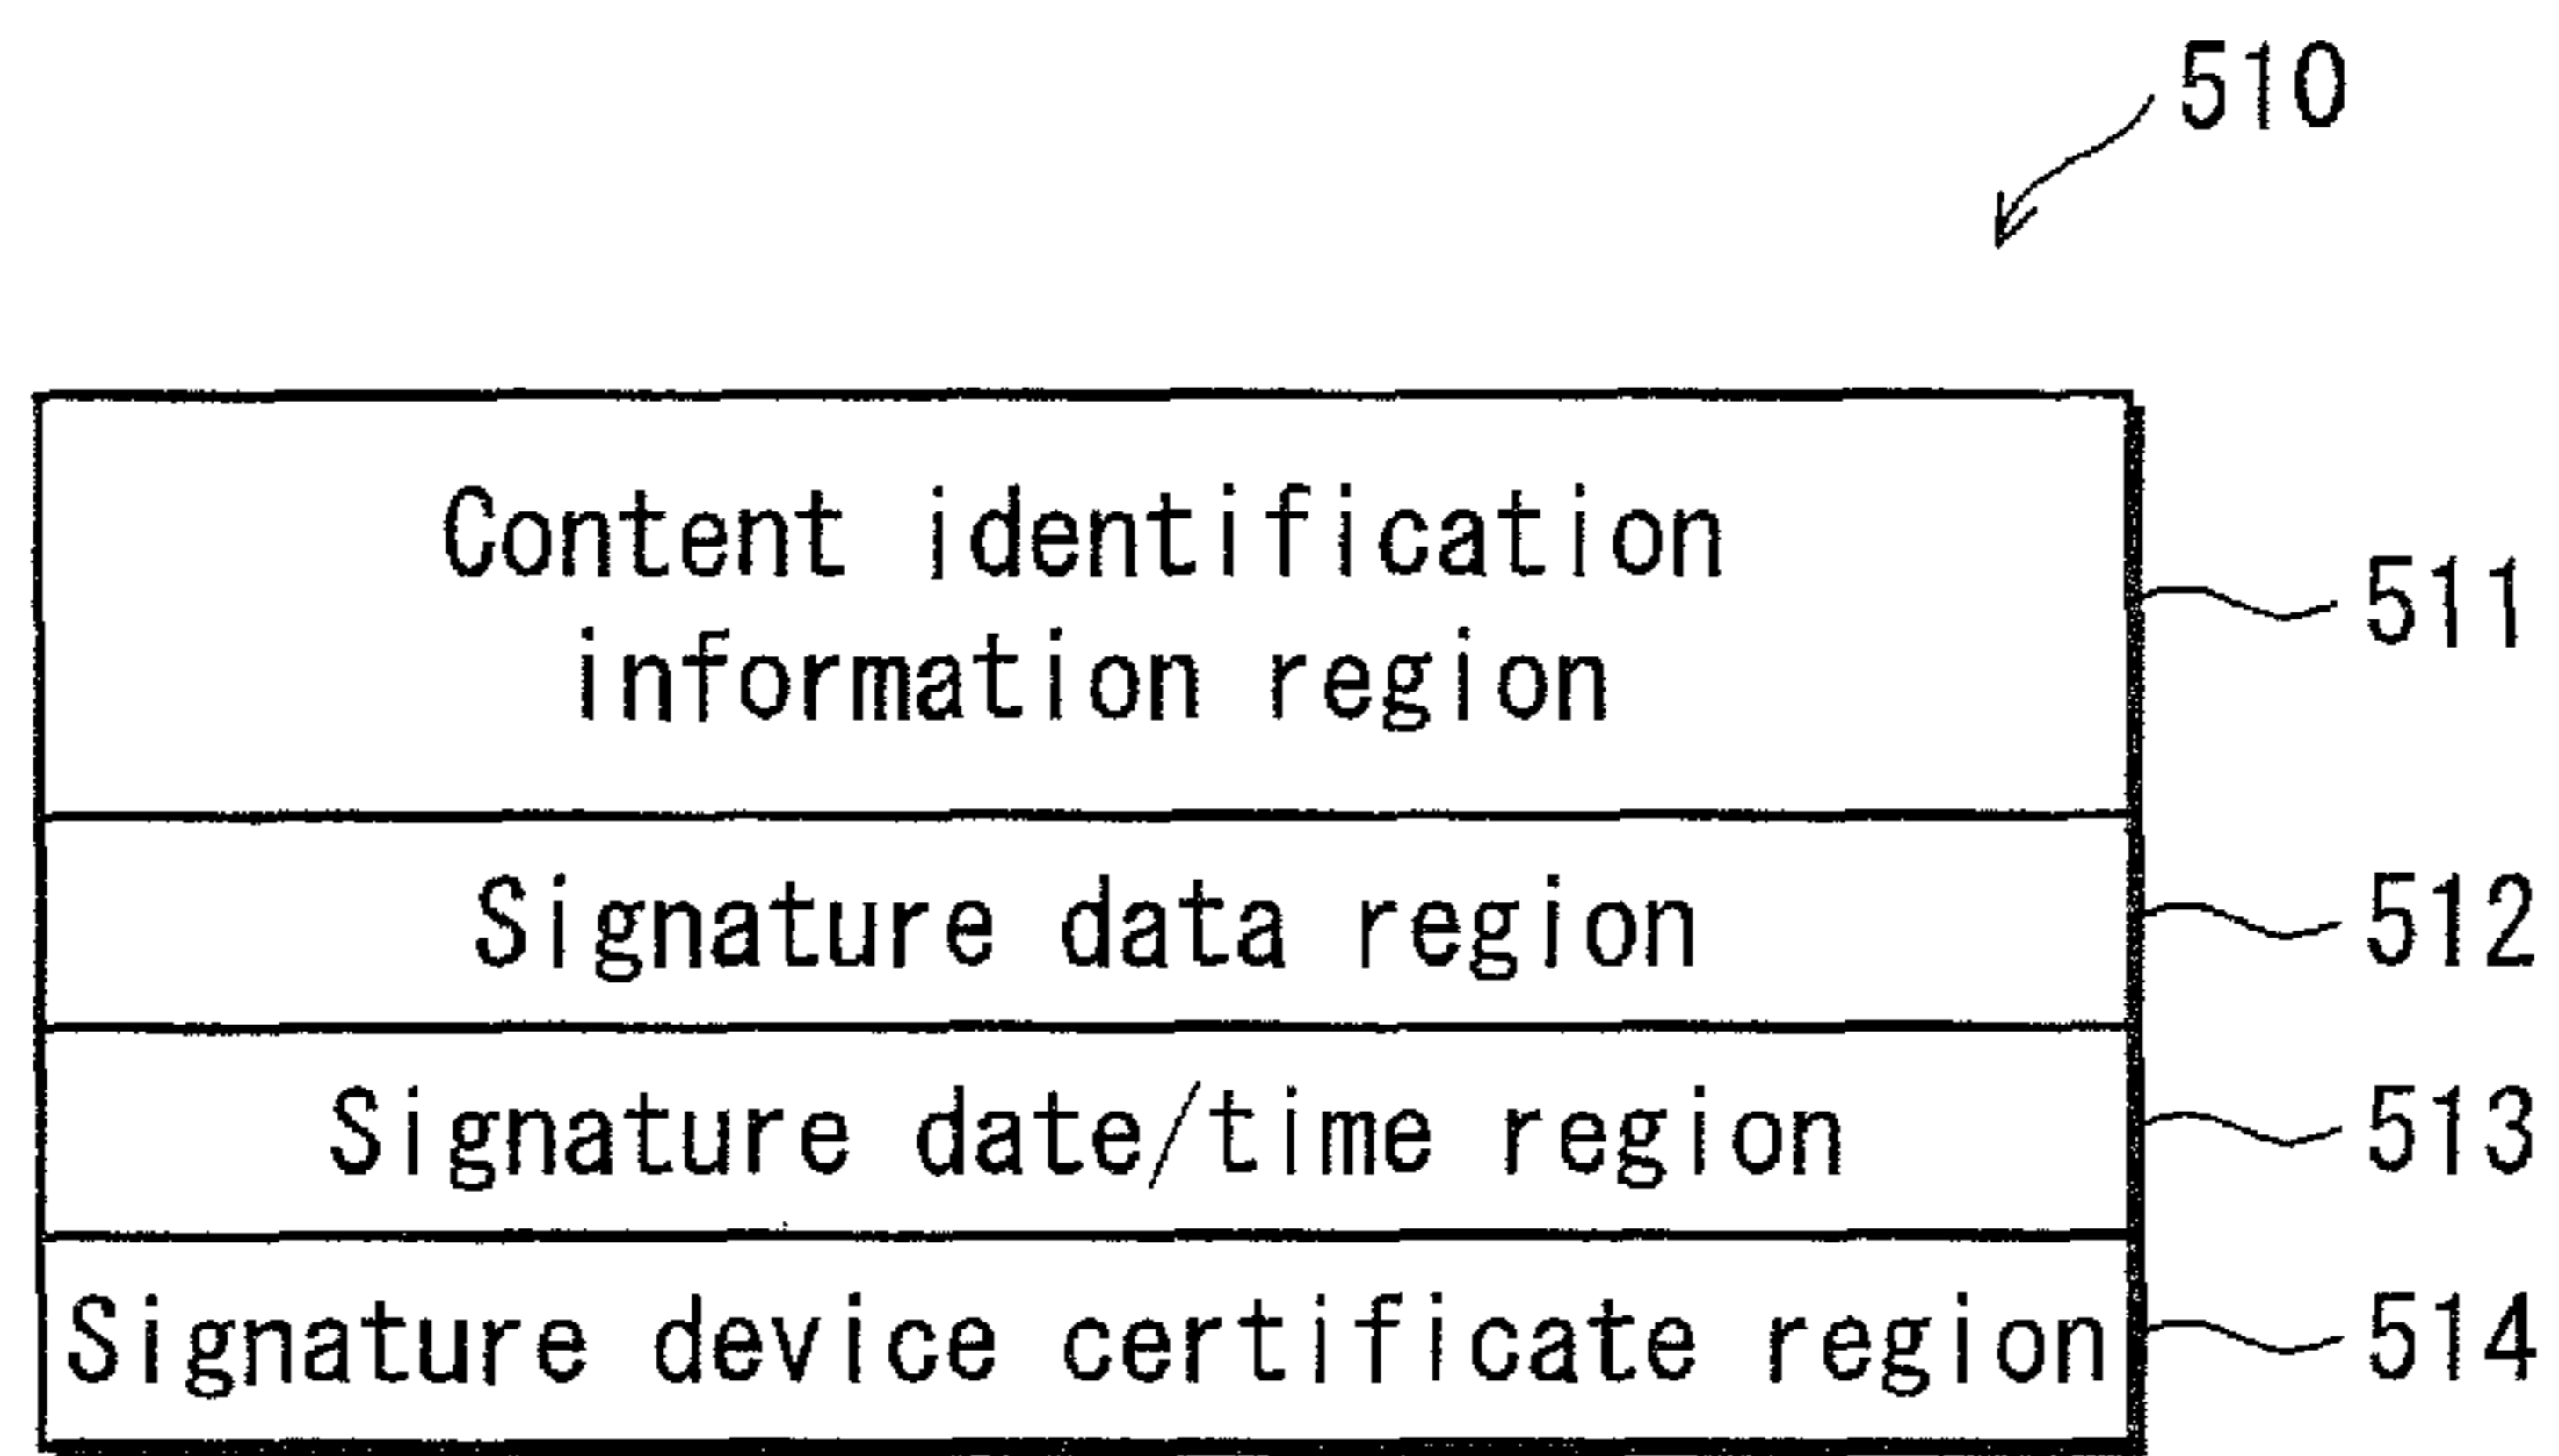 510
Content identification
information region
511
Signature data region
512
Signature date/time region
513
Signature device certificate region
514